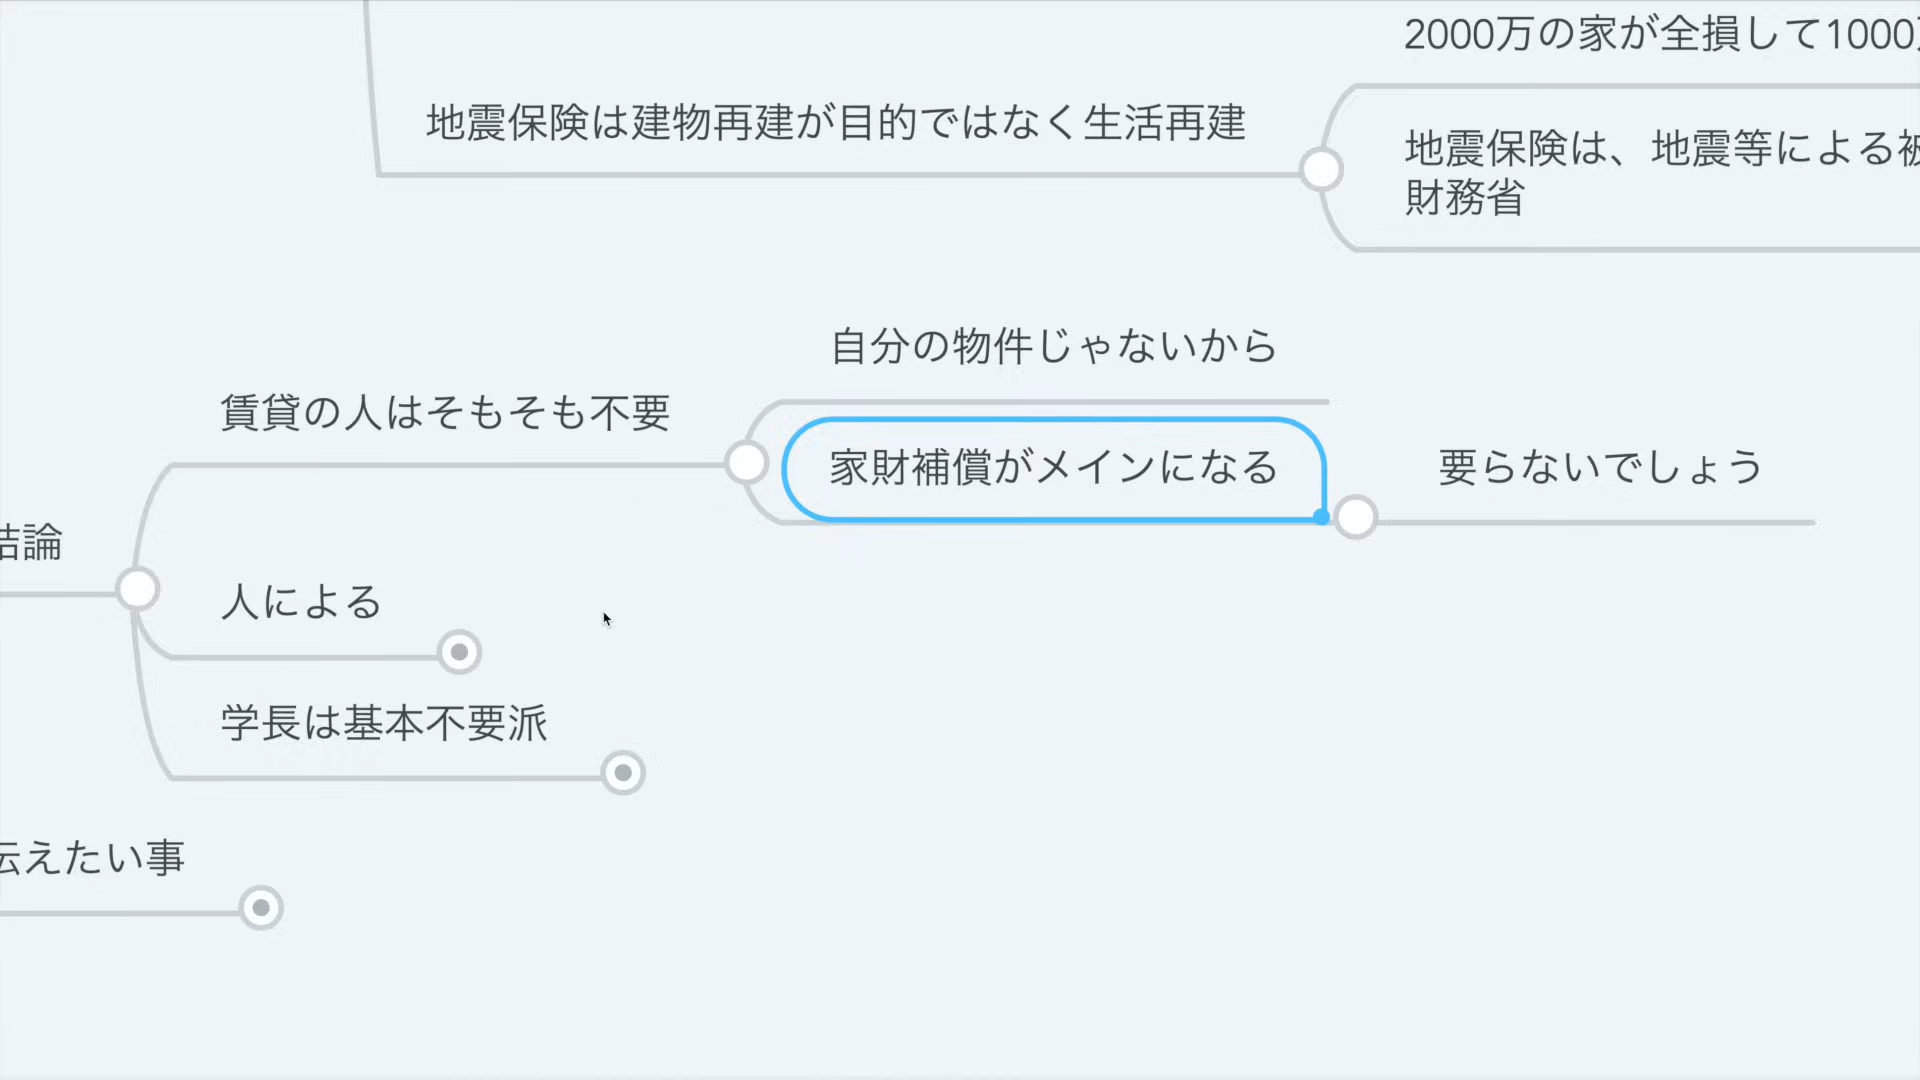 2000万の家が全損して1000
地震保険は建物再建が目的ではなく生活再建
地震保険は、地震等による被
財務省
自分の物件じゃないから
賃貸の人はそもそも不要
家財補償がメインになる
要らないでしょう
結論
人による
学長は基本不要派
伝えたい事